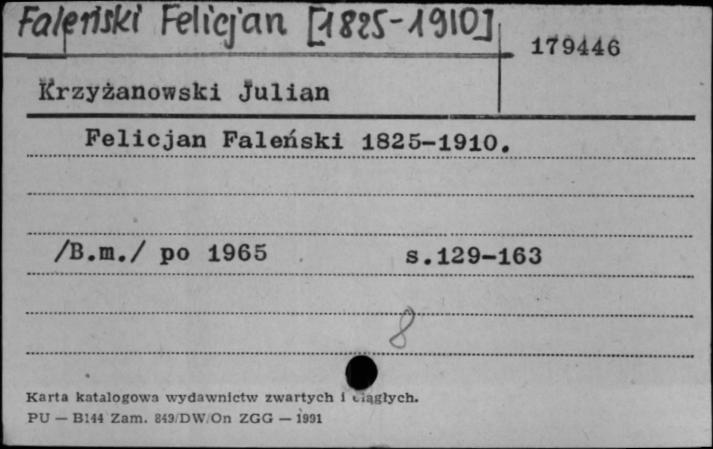 Faleński Felicjan [1825-1910]
179446
Krzyżanowski Julian
Felicjan Faleński 1825-1910.
/B.m./ po 1965 s.129-163
8
Karta katalogowa wydawnictw zwartych i ciągłych.
PU — B144 Zam. 849/DW/On ZGG — 1991